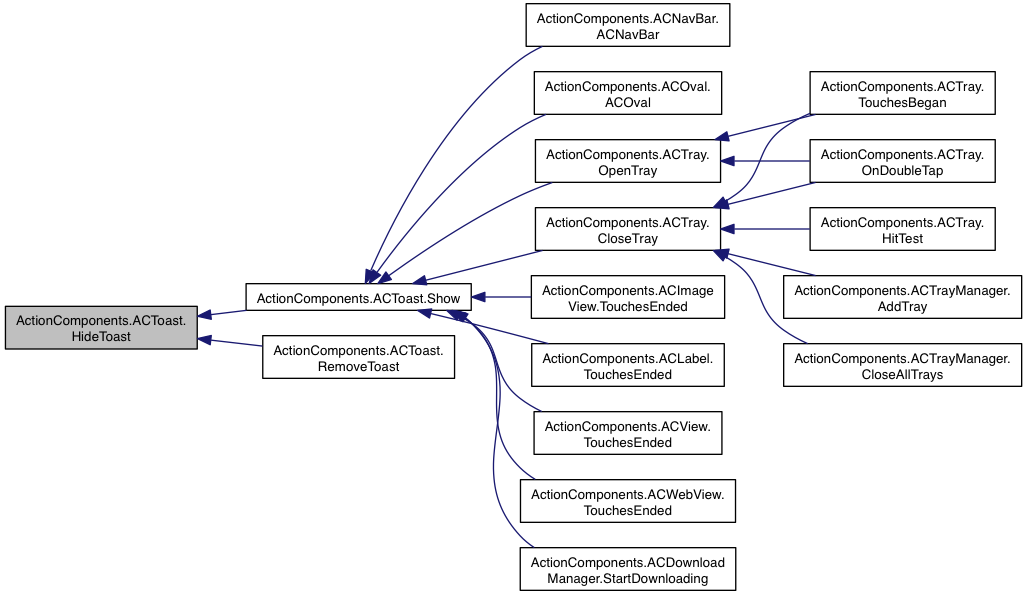 ActionComponents.ACToast.
HideToast
ActionComponents.ACToast.Show
ActionComponents.ACToast.
RemoveToast
ActionComponents.ACNavBar.
ACNavBar
ActionComponents.ACOval.
ACOval
ActionComponents.ACTray.
OpenTray
ActionComponents.ACTray.
CloseTray
ActionComponents.ACImage
View.TouchesEnded
ActionComponents.ACLabel.
TouchesEnded
ActionComponents.ACView.
TouchesEnded
ActionComponents.ACWebView.
TouchesEnded
ActionComponents.ACDownload
Manager.StartDownloading
ActionComponents.ACTray.
TouchesBegan
ActionComponents.ACTray.
OnDoubleTap
ActionComponents.ACTray.
HitTest
ActionComponents.ACTrayManager.
AddTray
ActionComponents.ACTrayManager.
CloseAllTrays